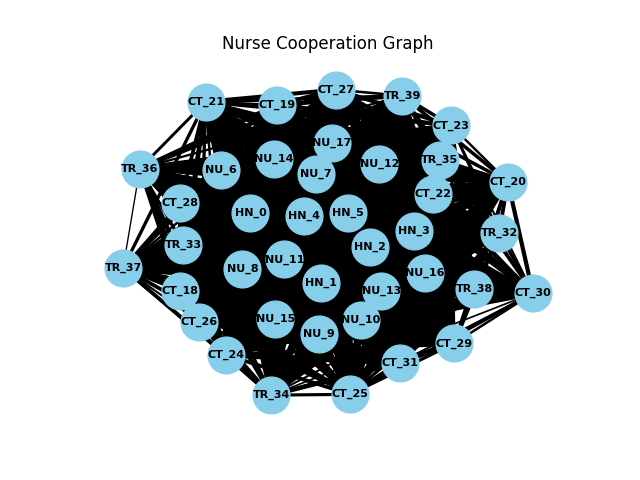 Nurse Cooperation Graph
CT_27
TR_39
CT_21
CT_19
CT_23
NU_17
NU_14
TR_35
NU_12
TR_36
NU_6
NU_7
CT_20
CT_22
CT_28
HN_0
HN_4
HN_5
HN_3
TR_32
TR_33
HN_2
NU_11
TR_37
NU_8
NU_16
HN_1
TR_38
CT_18
NU_13
CT_30
CT_26
NU_15
NU_10
NU_9
CT_29
CT_24
CT_31
TR_34
CT_25